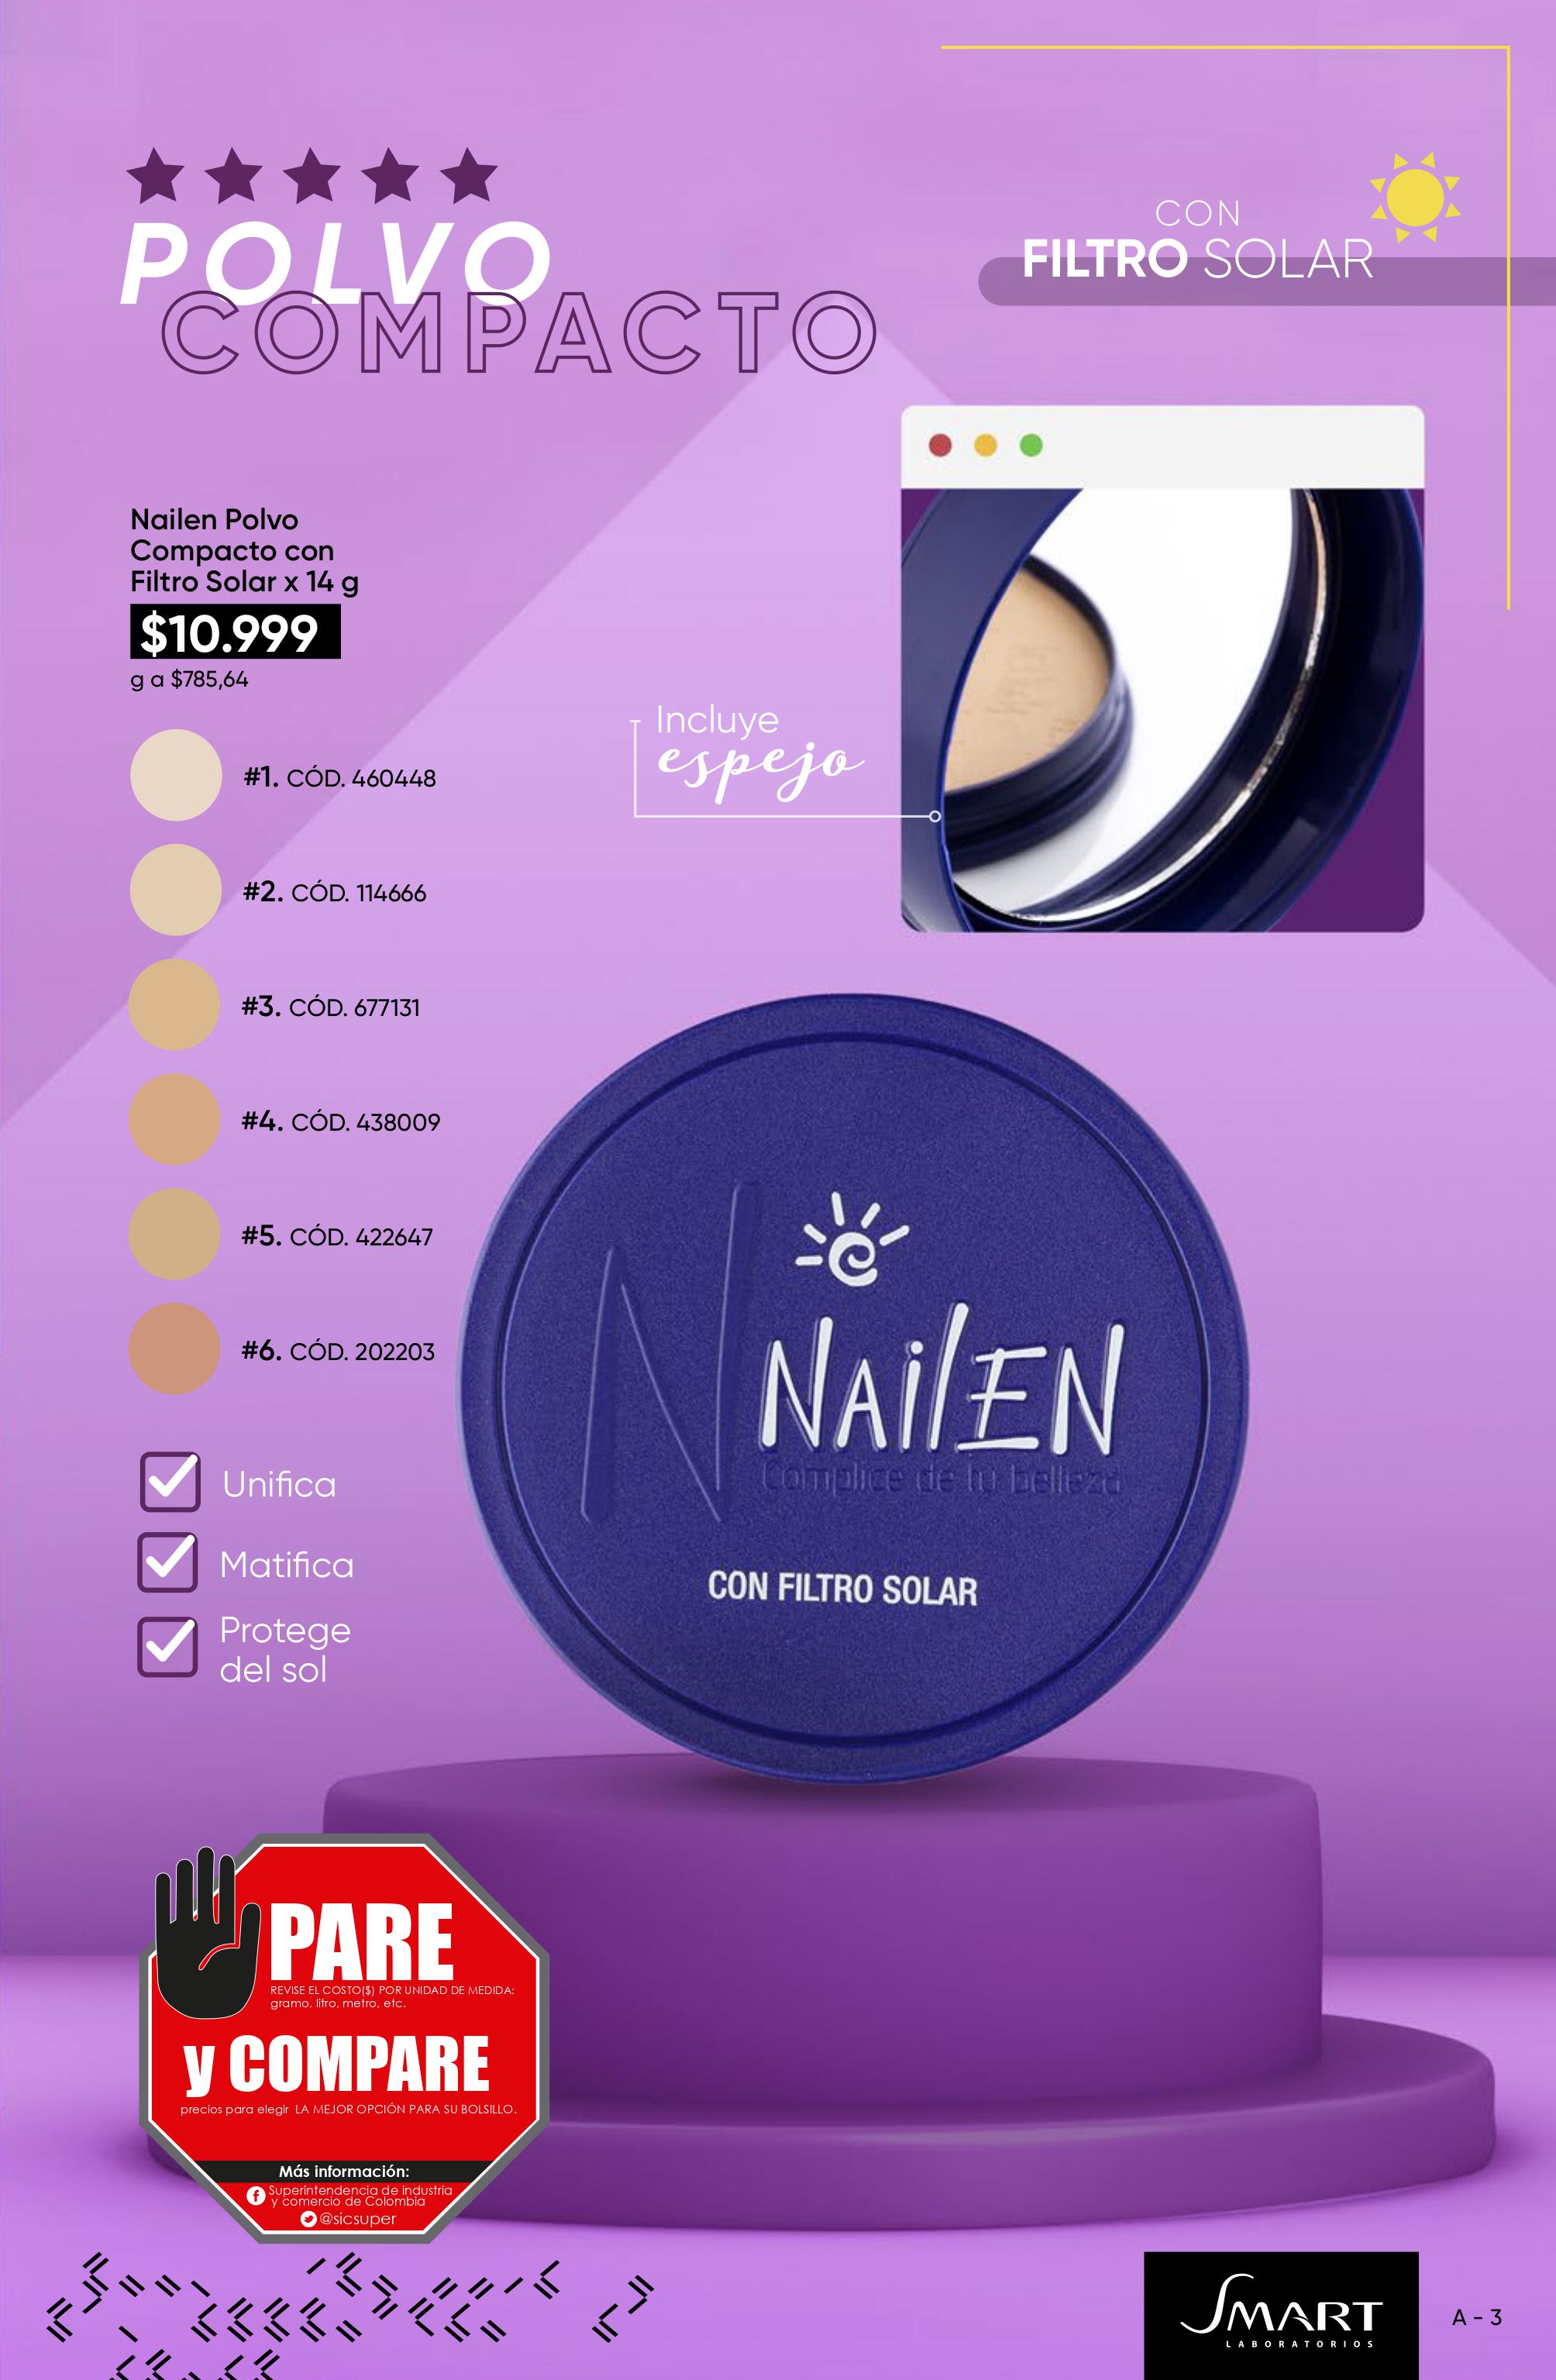 POLVO
COMPACTO
CON
FILTRO SOLAR
Nailen Polvo
Compacto con
Filtro Solar x 14 g
$10.999
g a $785,64
Incluye
espejo
#1. CÓD. 460448
#2. CÓD. 114666
#3. CÓD. 677131
#4. CÓD. 438009
#5. CÓD. 422647
#6. CÓD. 202203
Unifica
Matifica
Protege
del sol
N
NAilEN
Complice de tu belleza
CON FILTRO SOLAR
PARE
REVISE EL COSTO($) POR UNIDAD DE MEDIDA:
gramo, litro, metro, etc.
y COMPARE
precios para elegir LA MEJOR OPCIÓN PARA SU BOLSILLO.
Más información:
Superintendencia de industria
y comercio de Colombia
@sicsuper
SMART
LABORATORIOS
A - 3